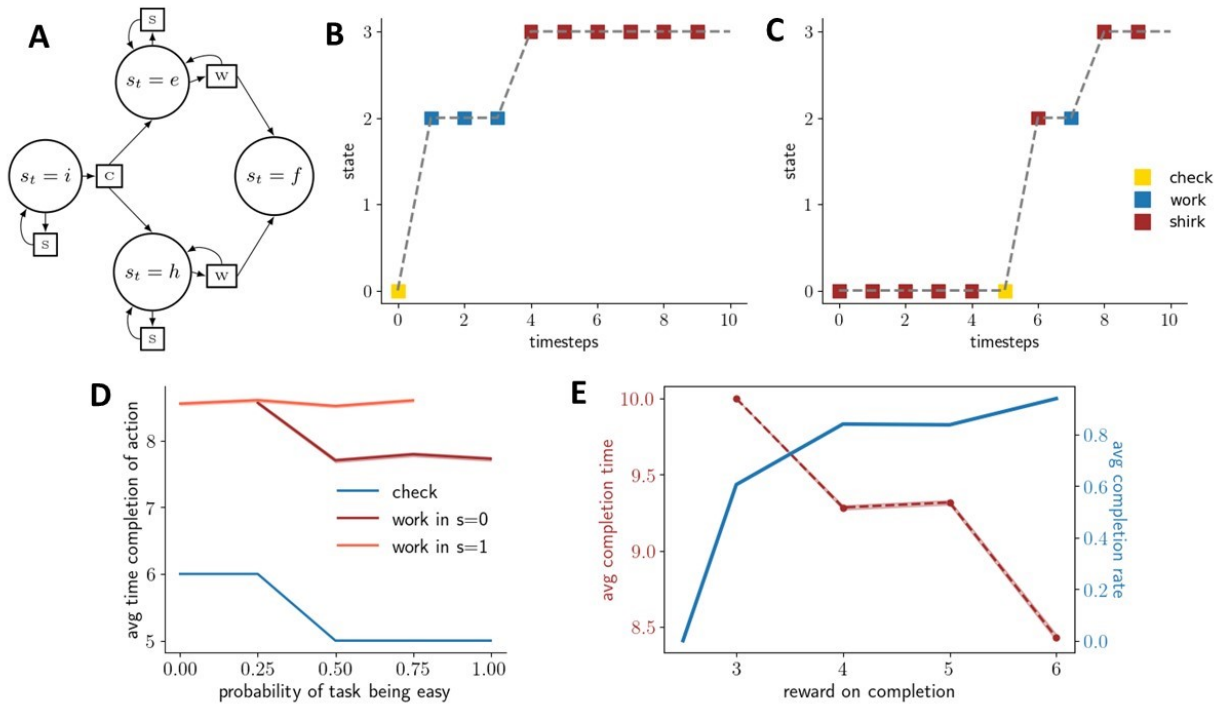 A
S
s_t = e
W
s_t = i
C
s_t = f
S
s_t = h
W
S
B
state
3
2
1
0
0 2 4 6 8 10
timesteps
C
state
3
2
1
0
check
work
shirk
0 2 4 6 8 10
timesteps
D
avg time completion of action
8
7
6
5
check
work in s=0
work in s=1
0.00 0.25 0.50 0.75 1.00
probability of task being easy
E
avg completion time
10.0
9.5
9.0
8.5
0.8
0.6
0.4
0.2
0.0
avg completion rate
3 4 5 6
reward on completion